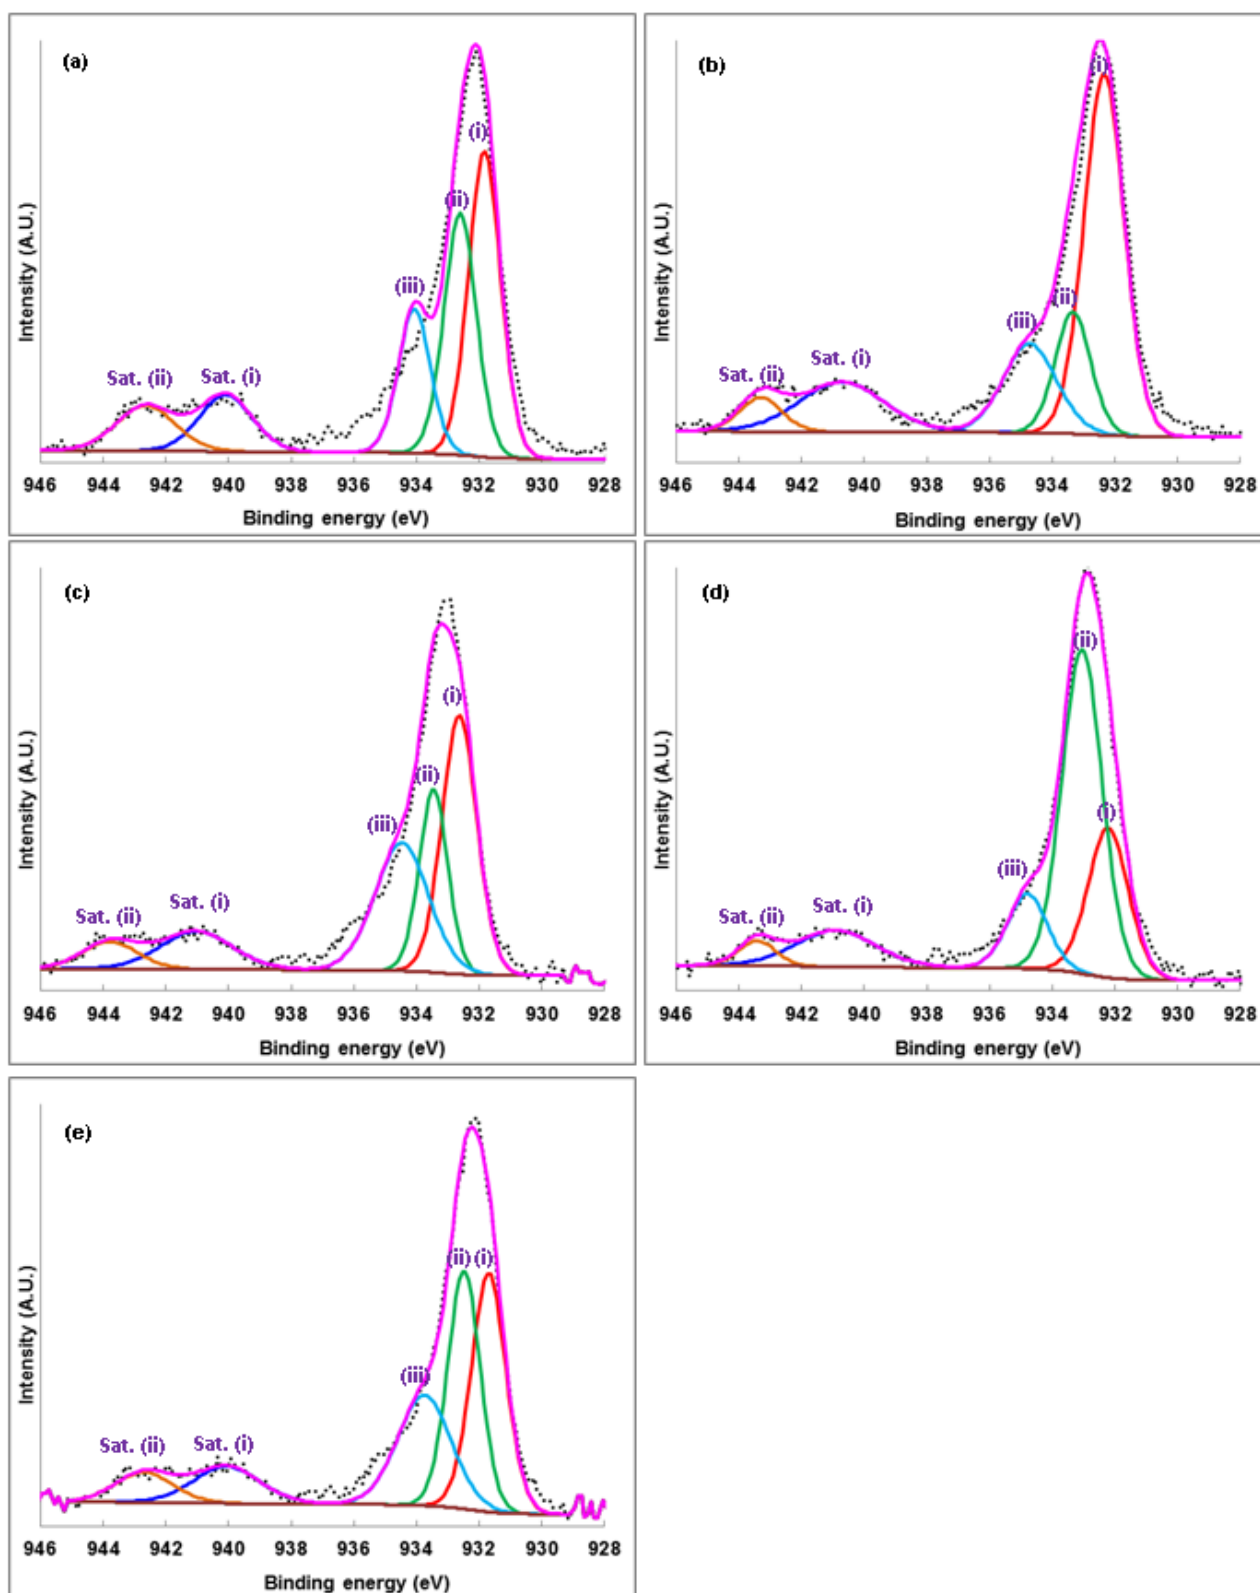 (a)
(i)
(ii)
(iii)
Sat. (ii) Sat. (i)
Intensity (A.U.)
946 944 942 940 938 936 934 932 930 928
Binding energy (eV)
(b)
(i)
(ii)
(iii)
Sat. (ii) Sat. (i)
Intensity (A.U.)
946 944 942 940 938 936 934 932 930 928
Binding energy (eV)
(c)
(i)
(ii)
(iii)
Sat. (ii) Sat. (i)
Intensity (A.U.)
946 944 942 940 938 936 934 932 930 928
Binding energy (eV)
(d)
(ii)
(i)
(iii)
Sat. (ii) Sat. (i)
Intensity (A.U.)
946 944 942 940 938 936 934 932 930 928
Binding energy (eV)
(e)
(ii) (i)
(iii)
Sat. (ii) Sat. (i)
Intensity (A.U.)
946 944 942 940 938 936 934 932 930 928
Binding energy (eV)